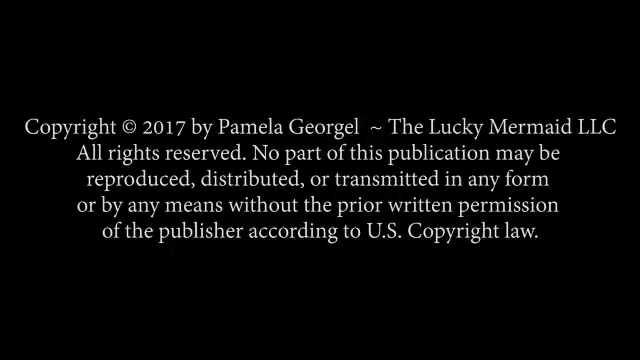 Copyright © 2017 by Pamela Georgel ~ The Lucky Mermaid LLC
All rights reserved. No part of this publication may be
reproduced, distributed, or transmitted in any form
or by any means without the prior written permission
of the publisher according to U.S. Copyright law.